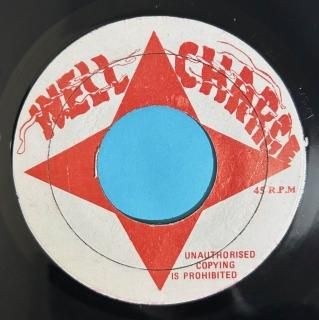 WELL CHARGE
45 R.P.M
UNAUTHORISED
COPYING
IS PROHIBITED